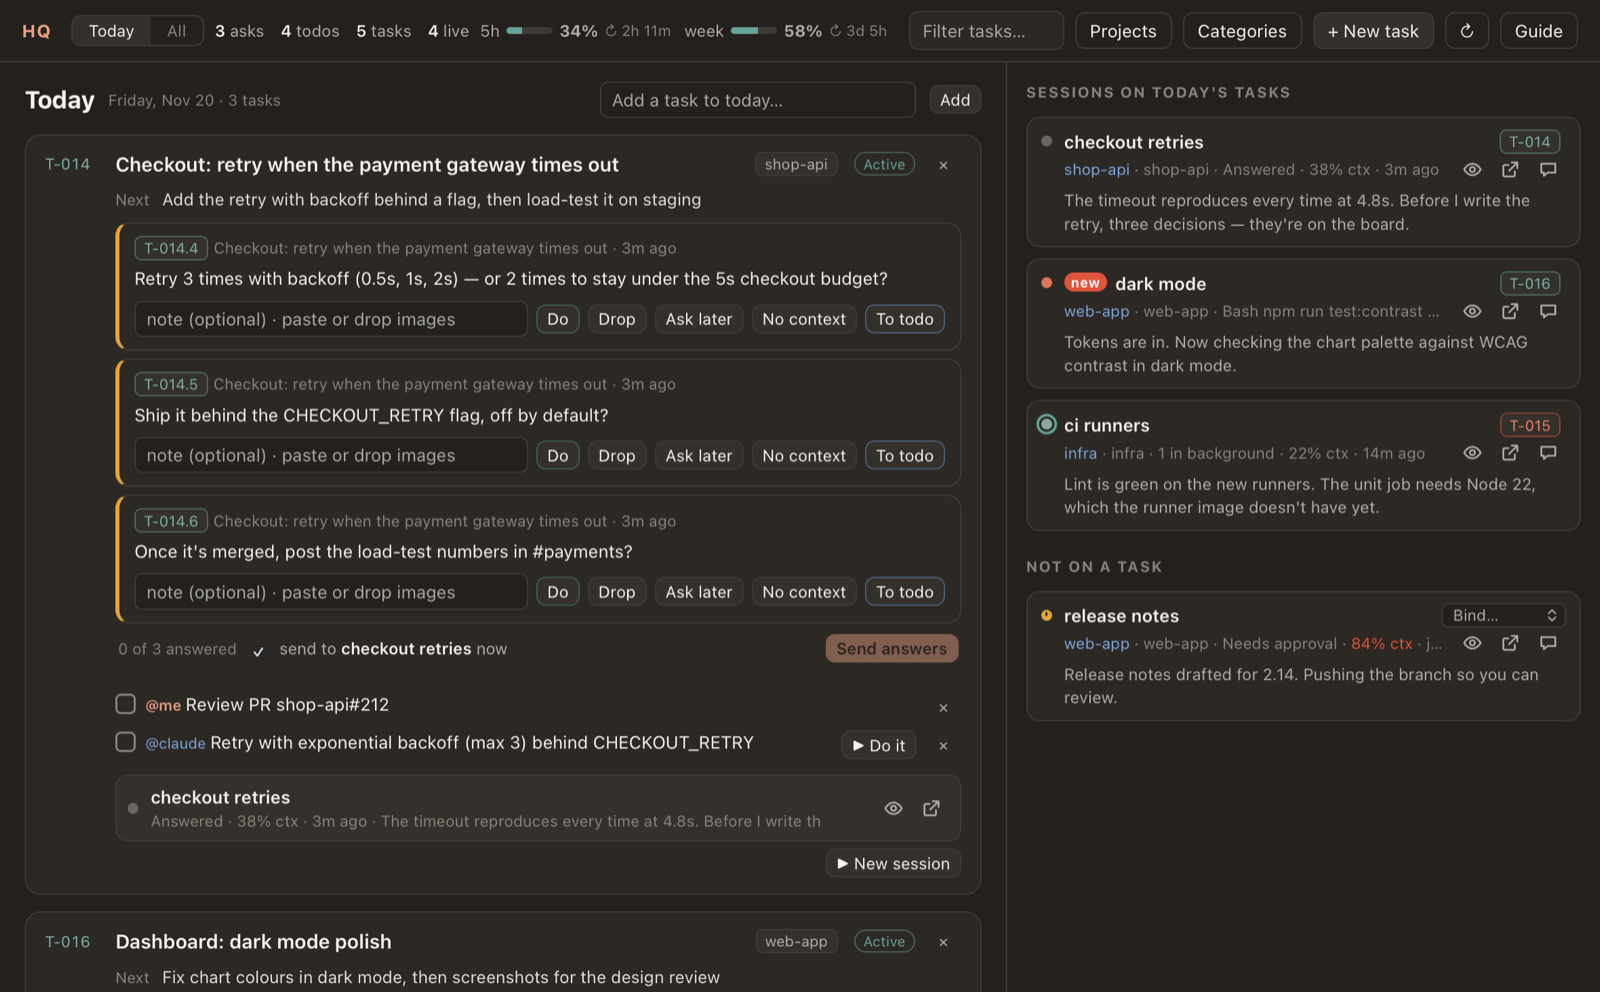 HQ Today All 3 asks 4 todos 5 tasks 4 live 5h 34% 2h 11m week 58% 3d 5h Filter tasks... Projects Categories + New task Guide
Today Friday, Nov 20 · 3 tasks Add a task to today... Add
T-014 Checkout: retry when the payment gateway times out shop-api Active ×
Next Add the retry with backoff behind a flag, then load-test it on staging
T-014.4 Checkout: retry when the payment gateway times out · 3m ago
Retry 3 times with backoff (0.5s, 1s, 2s) — or 2 times to stay under the 5s checkout budget?
note (optional) · paste or drop images Do Drop Ask later No context To todo
T-014.5 Checkout: retry when the payment gateway times out · 3m ago
Ship it behind the CHECKOUT_RETRY flag, off by default?
note (optional) · paste or drop images Do Drop Ask later No context To todo
T-014.6 Checkout: retry when the payment gateway times out · 3m ago
Once it's merged, post the load-test numbers in #payments?
note (optional) · paste or drop images Do Drop Ask later No context To todo
0 of 3 answered ✓ send to checkout retries now Send answers
@me Review PR shop-api#212 ×
@claude Retry with exponential backoff (max 3) behind CHECKOUT_RETRY ▶ Do it ×
checkout retries
Answered · 38% ctx · 3m ago · The timeout reproduces every time at 4.8s. Before I write th
▶ New session
T-016 Dashboard: dark mode polish web-app Active ×
Next Fix chart colours in dark mode, then screenshots for the design review
SESSIONS ON TODAY'S TASKS
checkout retries T-014
shop-api · shop-api · Answered · 38% ctx · 3m ago
The timeout reproduces every time at 4.8s. Before I write the
retry, three decisions — they're on the board.
new dark mode T-016
web-app · web-app · Bash npm run test:contrast ...
Tokens are in. Now checking the chart palette against WCAG
contrast in dark mode.
ci runners T-015
infra · infra · 1 in background · 22% ctx · 14m ago
Lint is green on the new runners. The unit job needs Node 22,
which the runner image doesn't have yet.
NOT ON A TASK
release notes Bind...
web-app · web-app · Needs approval · 84% ctx · j...
Release notes drafted for 2.14. Pushing the branch so you can
review.